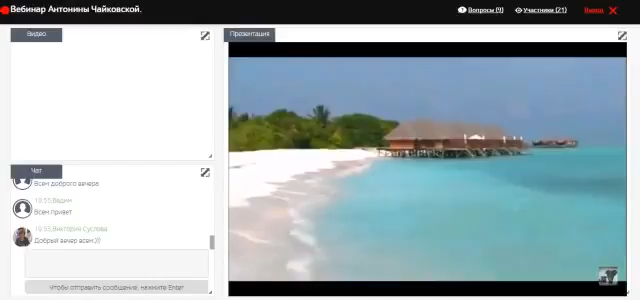 Вебинар Антонины Чайковской.
Вопросы (9)
Участники (21)
Выход
Видео
Презентация
Чат
Всем доброго вечера
19:55, Вадим
Всем привет
19:55, Виктория Суслова
Добрый вечер всем:)))
Чтобы отправить сообщение, нажмите Enter